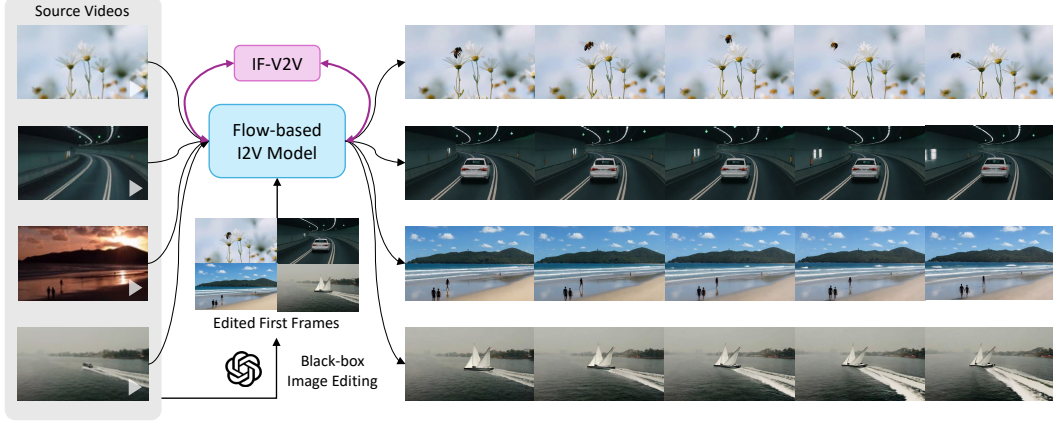 Source Videos
IF-V2V
Flow-based
I2V Model
Edited First Frames
Black-box
Image Editing